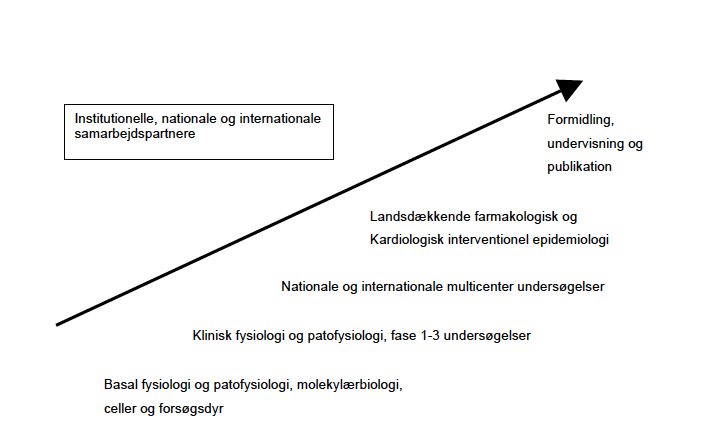 Institutionelle, nationale og internationale
samarbejdspartnere
Formidling,
undervisning og
publikation
Landsdækkende farmakologisk og
Kardiologisk interventionel epidemiologi
Nationale og internationale multicenter undersøgelser
Klinisk fysiologi og patofysiologi, fase 1-3 undersøgelser
Basal fysiologi og patofysiologi, molekylærbiologi,
celler og forsøgsdyr